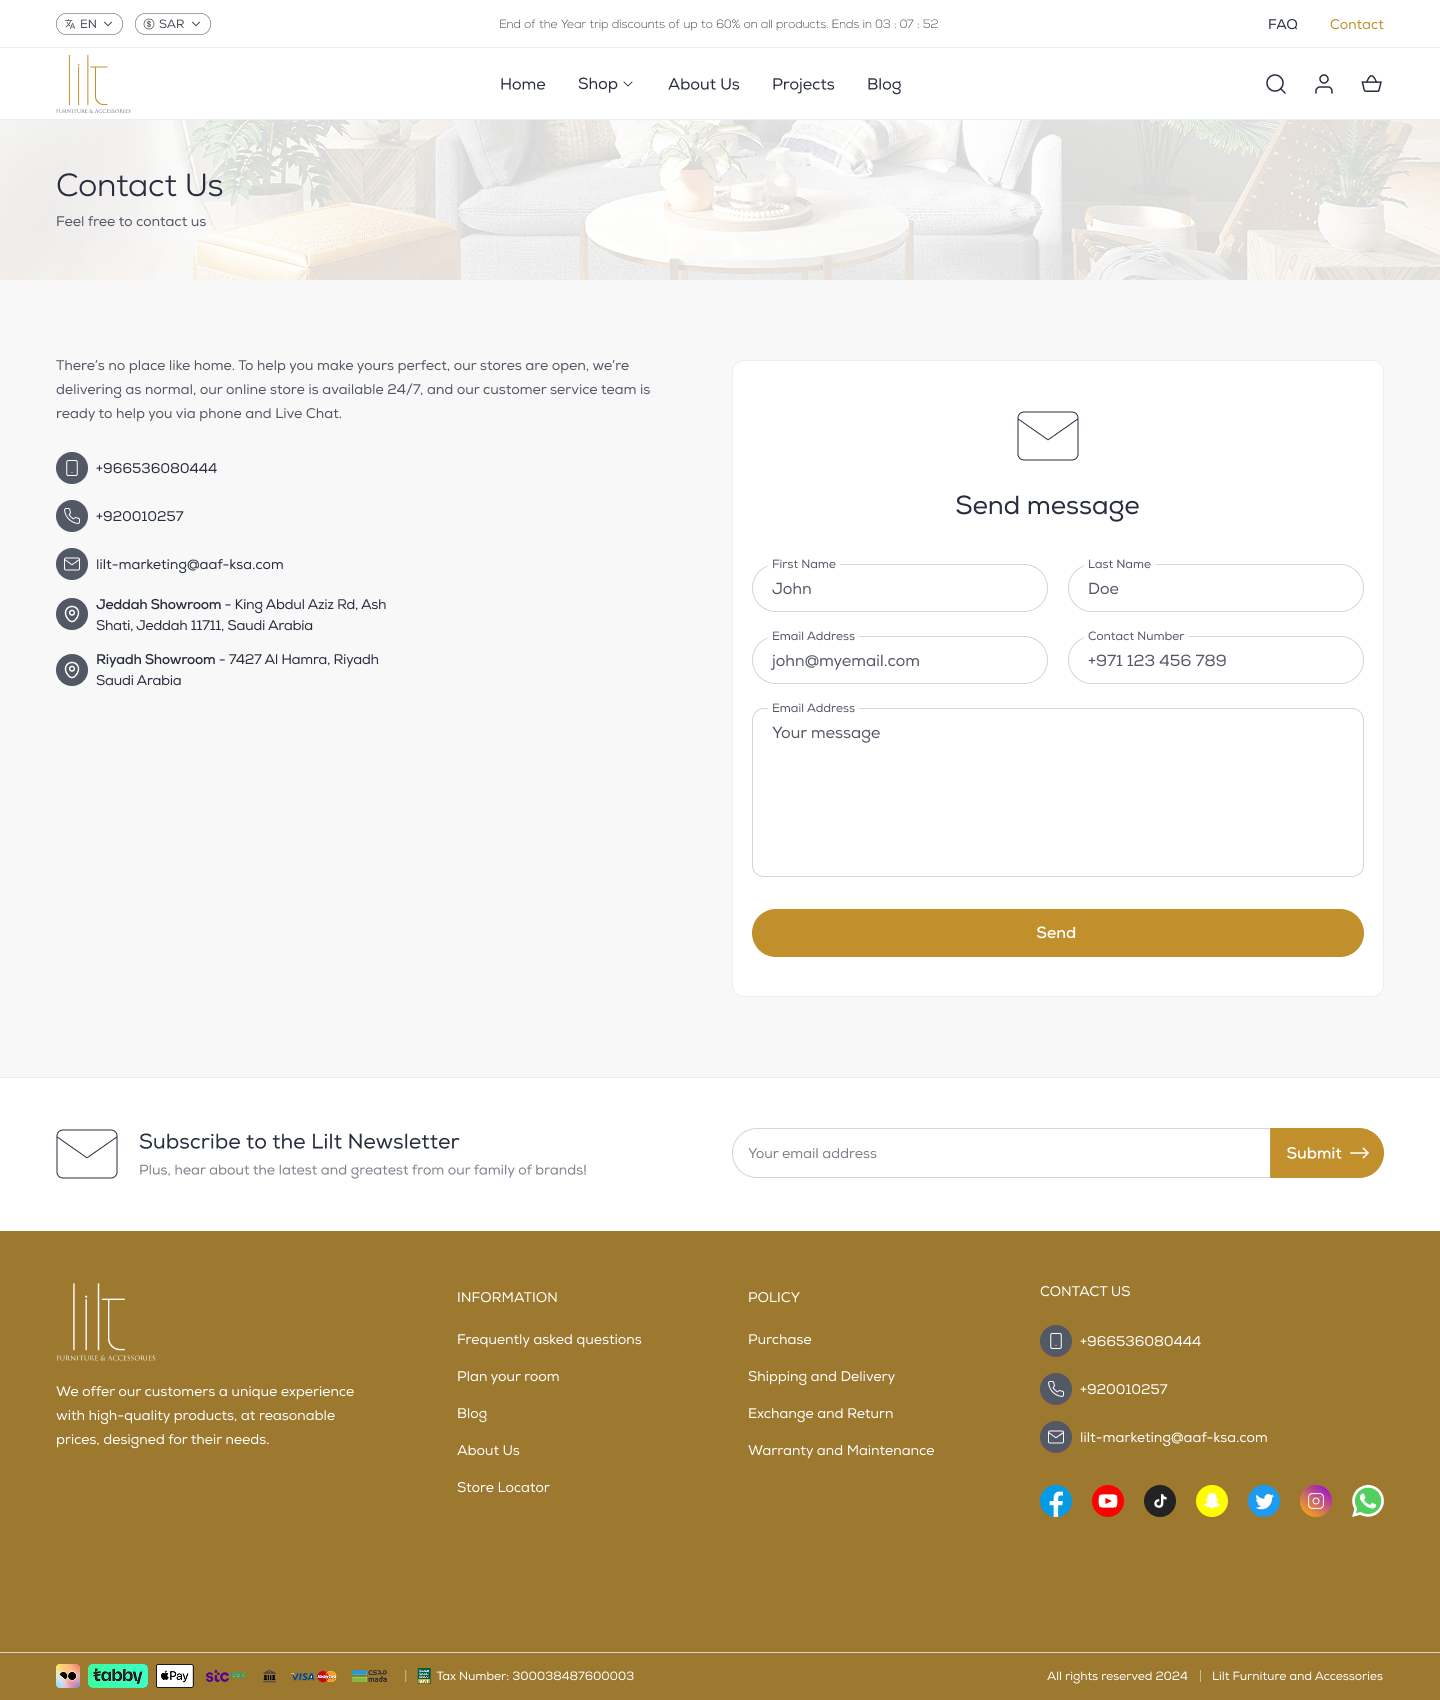 EN
SAR
End of the Year trip discounts of up to 60% on all products. Ends in 03 : 07 : 52
FAQ
Contact
lilt
FURNITURE & ACCESSORIES
Home
Shop
About Us
Projects
Blog
Contact Us
Feel free to contact us
There's no place like home. To help you make yours perfect, our stores are open, we're
delivering as normal, our online store is available 24/7, and our customer service team is
ready to help you via phone and Live Chat.
+966536080444
+920010257
lilt-marketing@aaf-ksa.com
Jeddah Showroom - King Abdul Aziz Rd, Ash
Shati, Jeddah 11711, Saudi Arabia
Riyadh Showroom - 7427 Al Hamra, Riyadh
Saudi Arabia
Send message
First Name
John
Last Name
Doe
Email Address
john@myemail.com
Contact Number
+971 123 456 789
Email Address
Your message
Send
Subscribe to the Lilt Newsletter
Plus, hear about the latest and greatest from our family of brands!
Your email address
Submit
lilt
FURNITURE & ACCESSORIES
We offer our customers a unique experience
with high-quality products, at reasonable
prices, designed for their needs.
INFORMATION
Frequently asked questions
Plan your room
Blog
About Us
Store Locator
POLICY
Purchase
Shipping and Delivery
Exchange and Return
Warranty and Maintenance
CONTACT US
+966536080444
+920010257
lilt-marketing@aaf-ksa.com
tabby
Pay
stc
VISA
mada
Tax Number: 300038487600003
All rights reserved 2024 | Lilt Furniture and Accessories